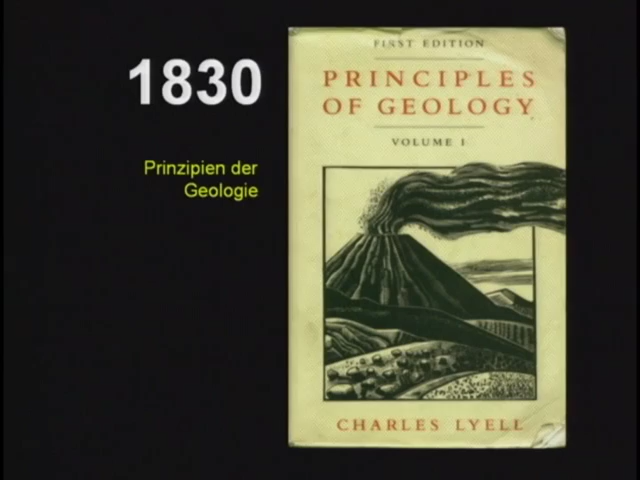 1830
Prinzipien der
Geologie
FIRST EDITION
PRINCIPLES
OF GEOLOGY
VOLUME I
CHARLES LYELL